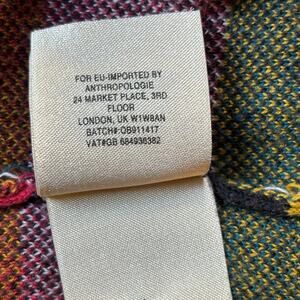 FOR EU-IMPORTED BY
ANTHROPOLOGIE
24 MARKET PLACE, 3RD
FLOOR
LONDON, UK W1W8AN
BATCH#:OB911417
VAT#GB 684936382